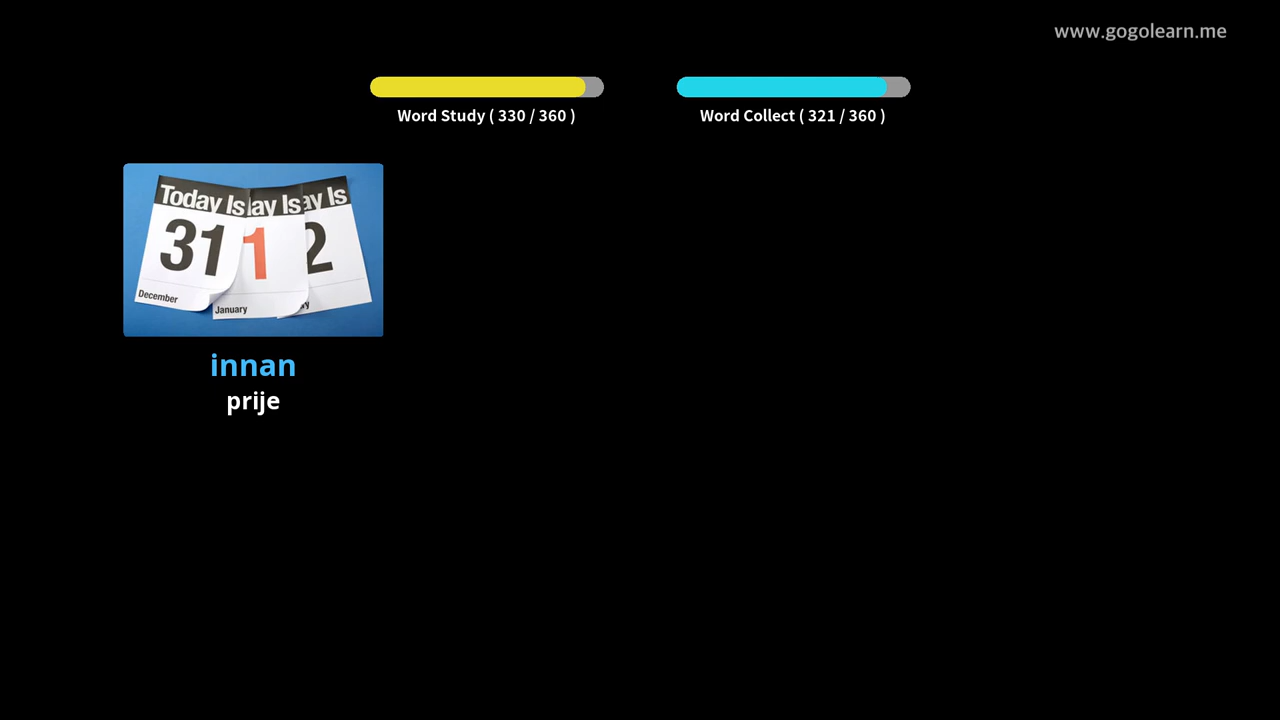 www.gogolearn.me
Word Study ( 330 / 360 )
Word Collect ( 321 / 360 )
Today Is
ay Is
ay Is
31
1
2
December
January
innan
prije